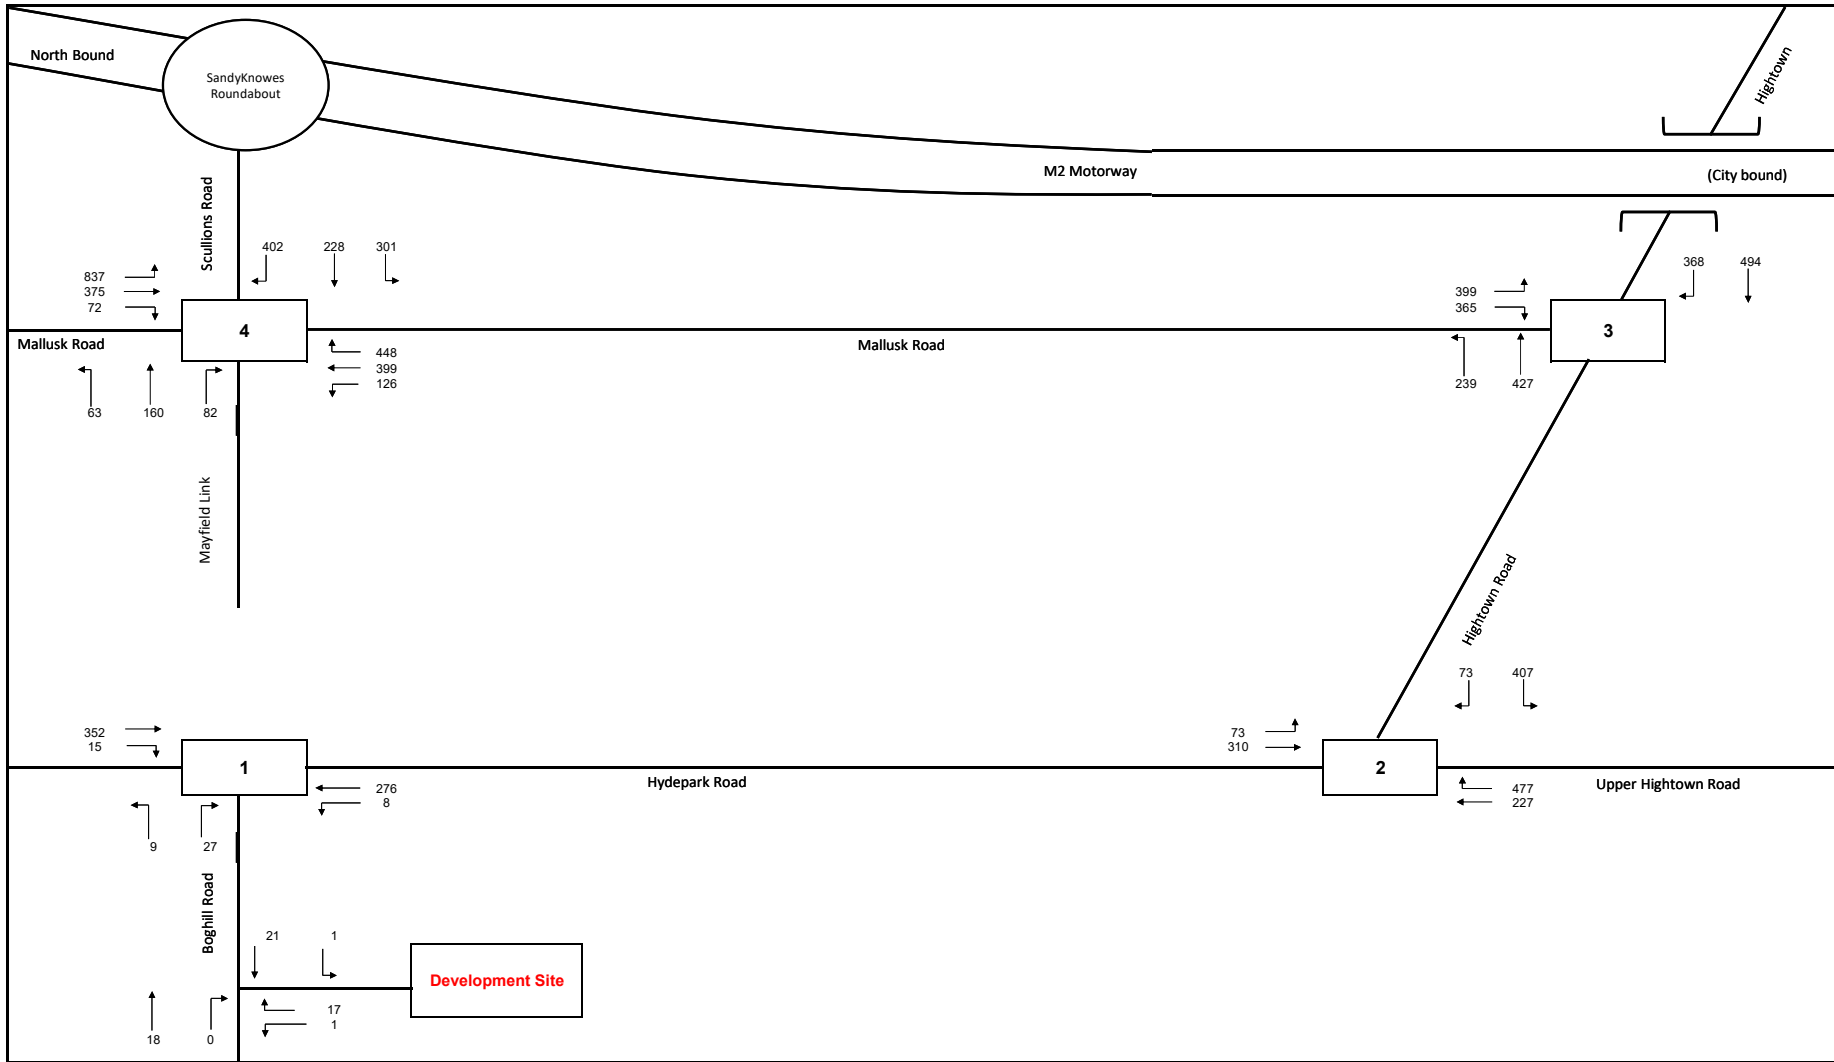 North Bound
SandyKnowes
Roundabout
Hightown
M2 Motorway
(City bound)
Scullions Road
402 228 301
837
375
72
4
Mallusk Road
448
399
126
63 160 82
Mallusk Road
368 494
399
365
3
239 427
Mayfield Link
Hightown Road
73 407
352
15
1
276
8
Hydepark Road
73
310
2
477
227
Upper Hightown Road
9 27
Boghill Road
21 1
Development Site
17
1
18 0